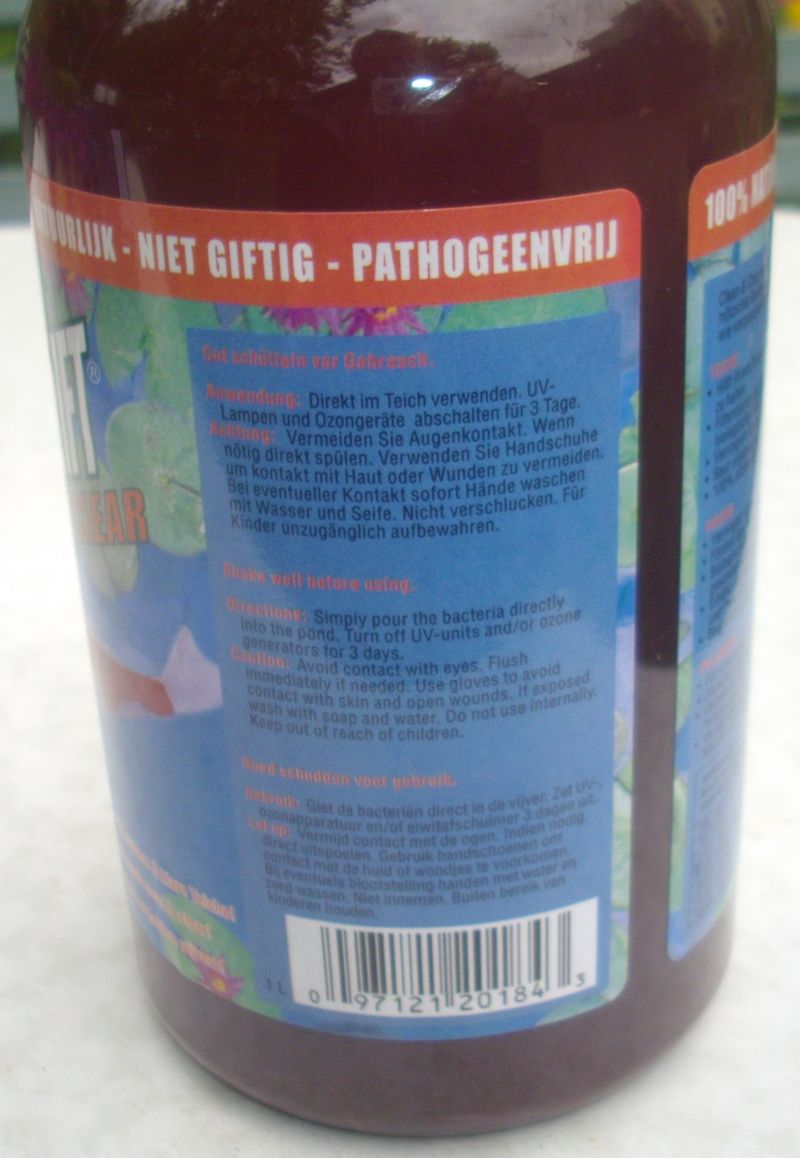 NIET GIFTIG - PATHOGEENVRIJ
100%
®
Gut schütteln vor Gebrauch.
Anwendung: Direkt im Teich verwenden. UV-
Lampen und Ozongeräte abschalten für 3 Tage.
Achtung: Vermeiden Sie Augenkontakt. Wenn
nötig direkt spülen. Verwenden Sie Handschuhe
um kontakt mit Haut oder Wunden zu vermeiden.
Bei eventueller Kontakt sofort Hände waschen
mit Wasser und Seife. Nicht verschlucken. Für
Kinder unzugänglich aufbewahren.
Shake well before using.
Directions: Simply pour the bacteria directly
into the pond. Turn off UV-units and/or ozone
generators for 3 days.
Caution: Avoid contact with eyes. Flush
immediately if needed. Use gloves to avoid
contact with skin and open wounds. If exposed
wash with soap and water. Do not use internally.
Keep out of reach of children.
Goed schudden voor gebruik.
Gebruik: Giet de bacteriën direct in de vijver. Zet UV-,
ozonapparatuur en/of eiwitafschuimer 3 dagen uit.
Let op: Vermijd contact met de ogen. Indien nodig
direct uitspoelen. Gebruik handschoenen om
contact met de huid of wondjes te voorkomen.
Bij eventuele blootstelling handen met water en
zeep wassen. Niet innemen. Buiten bereik van
kinderen houden.
1 L
0 97121 20184 3